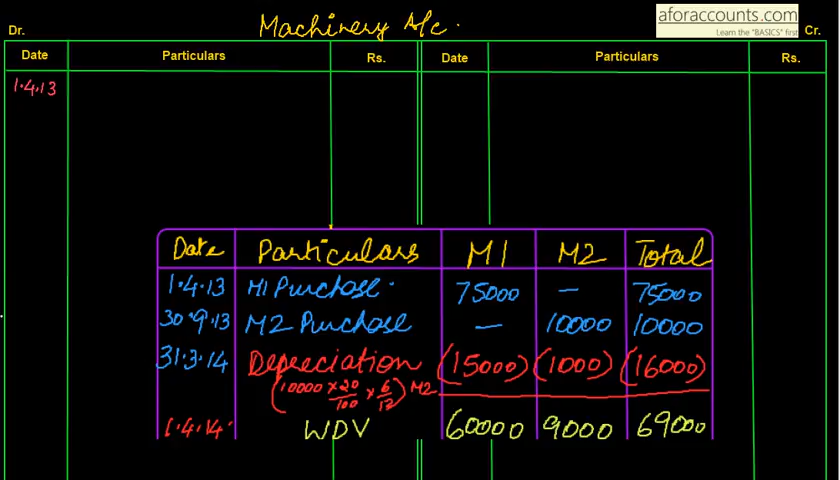 Machinery A/c.
aforaccounts.com
Learn the "BASICS" first
Dr. Cr.
Date Particulars Rs. Date Particulars Rs.
1.4.13
Date Particulars M1 M2 Total
1.4.13 M1 Purchase. 75000 — 75000
30.9.13 M2 Purchase — 10000 10000
31.3.14 Depreciation (15000) (1000) (16000)
(10000 × 20/100 × 6/12) M2
1.4.14. WDV 60000 9000 69000